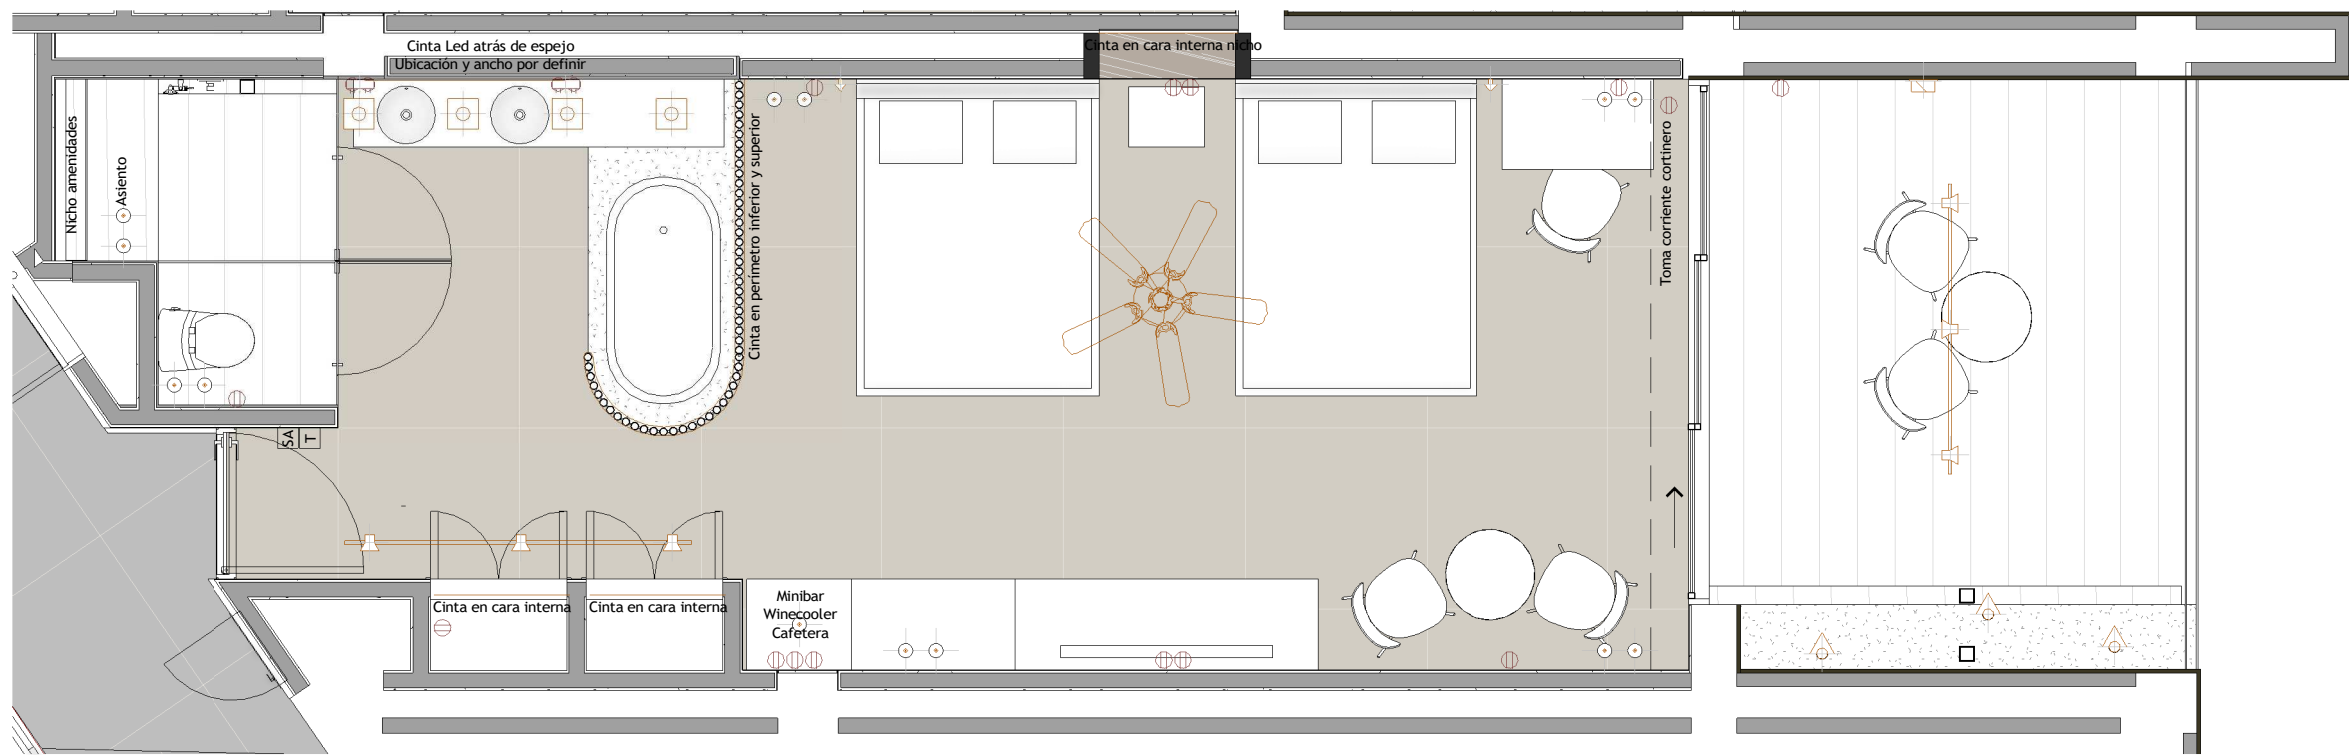 Cinta Led atrás de espejo
Ubicación y ancho por definir
Cinta en cara interna nicho
Nicho amenidades
Asiento
Cinta en perímetro inferior y superior
Toma corriente cortinero
SA
T
Cinta en cara interna
Cinta en cara interna
Minibar
Winecooler
Cafetera